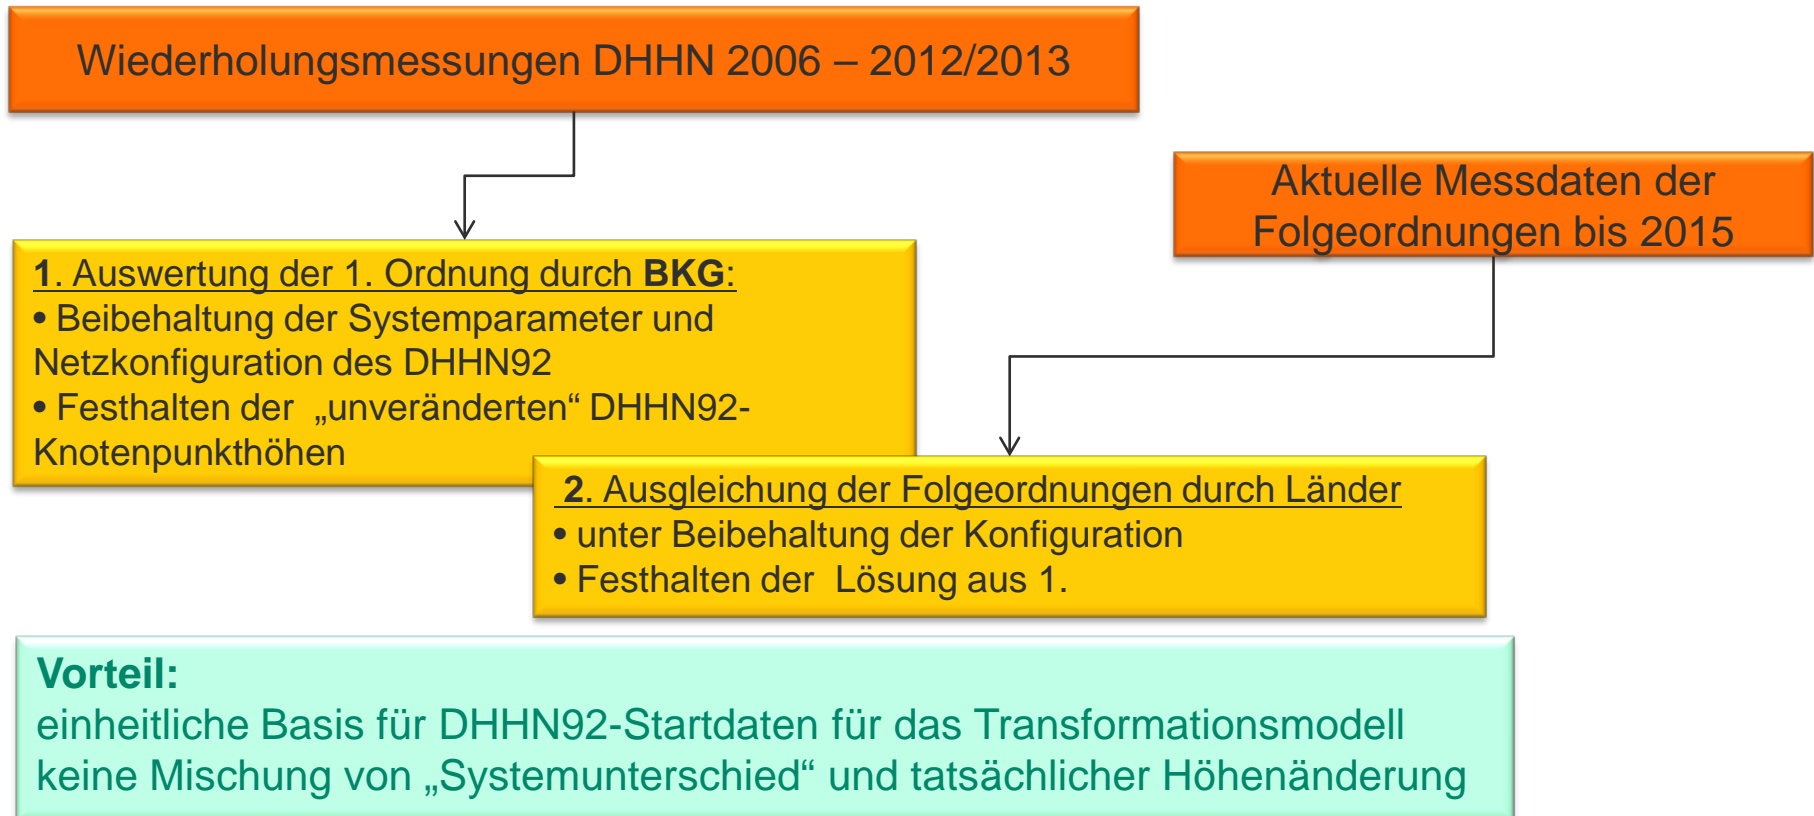 Wiederholungsmessungen DHHN 2006 – 2012/2013
Aktuelle Messdaten der
Folgeordnungen bis 2015
1. Auswertung der 1. Ordnung durch BKG:
• Beibehaltung der Systemparameter und
Netzkonfiguration des DHHN92
• Festhalten der „unveränderten“ DHHN92-
Knotenpunkthöhen
2. Ausgleichung der Folgeordnungen durch Länder
• unter Beibehaltung der Konfiguration
• Festhalten der Lösung aus 1.
Vorteil:
einheitliche Basis für DHHN92-Startdaten für das Transformationsmodell
keine Mischung von „Systemunterschied“ und tatsächlicher Höhenänderung